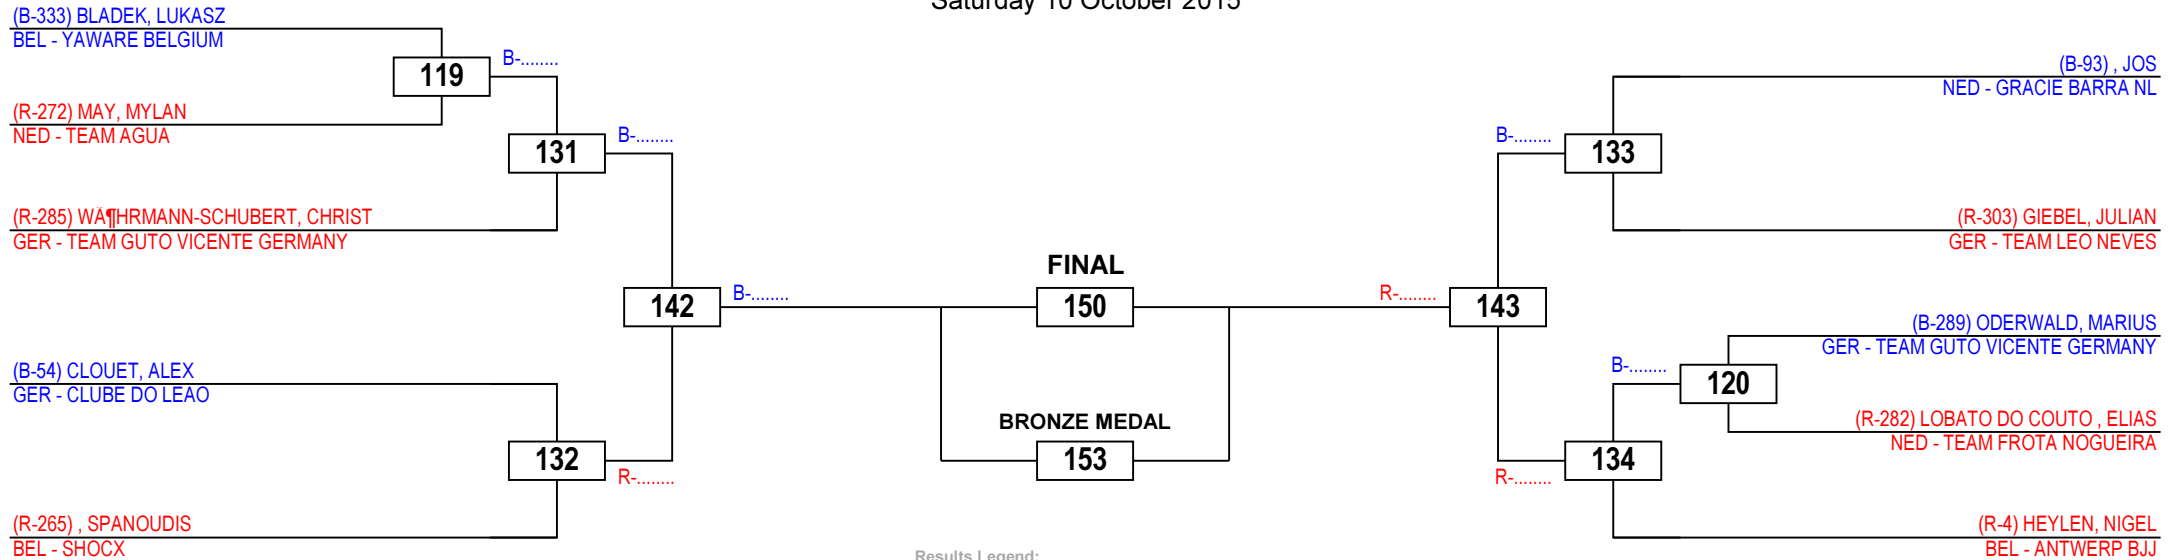 Saturday 10 October 2015
(B-333) BLADEK, LUKASZ
BEL - YAWARE BELGIUM
119
B-........
(R-272) MAY, MYLAN
NED - TEAM AGUA
131
B-........
(R-285) WÃ¶HRMANN-SCHUBERT, CHRIST
GER - TEAM GUTO VICENTE GERMANY
142
B-........
(B-54) CLOUET, ALEX
GER - CLUBE DO LEAO
132
R-........
(R-265) , SPANOUDIS
BEL - SHOCX
FINAL
150
BRONZE MEDAL
153
(B-93) , JOS
NED - GRACIE BARRA NL
B-........
133
(R-303) GIEBEL, JULIAN
GER - TEAM LEO NEVES
R-........
143
(B-289) ODERWALD, MARIUS
GER - TEAM GUTO VICENTE GERMANY
B-........
120
(R-282) LOBATO DO COUTO , ELIAS
NED - TEAM FROTA NOGUEIRA
134
R-........
(R-4) HEYLEN, NIGEL
BEL - ANTWERP BJJ
Results Legend: